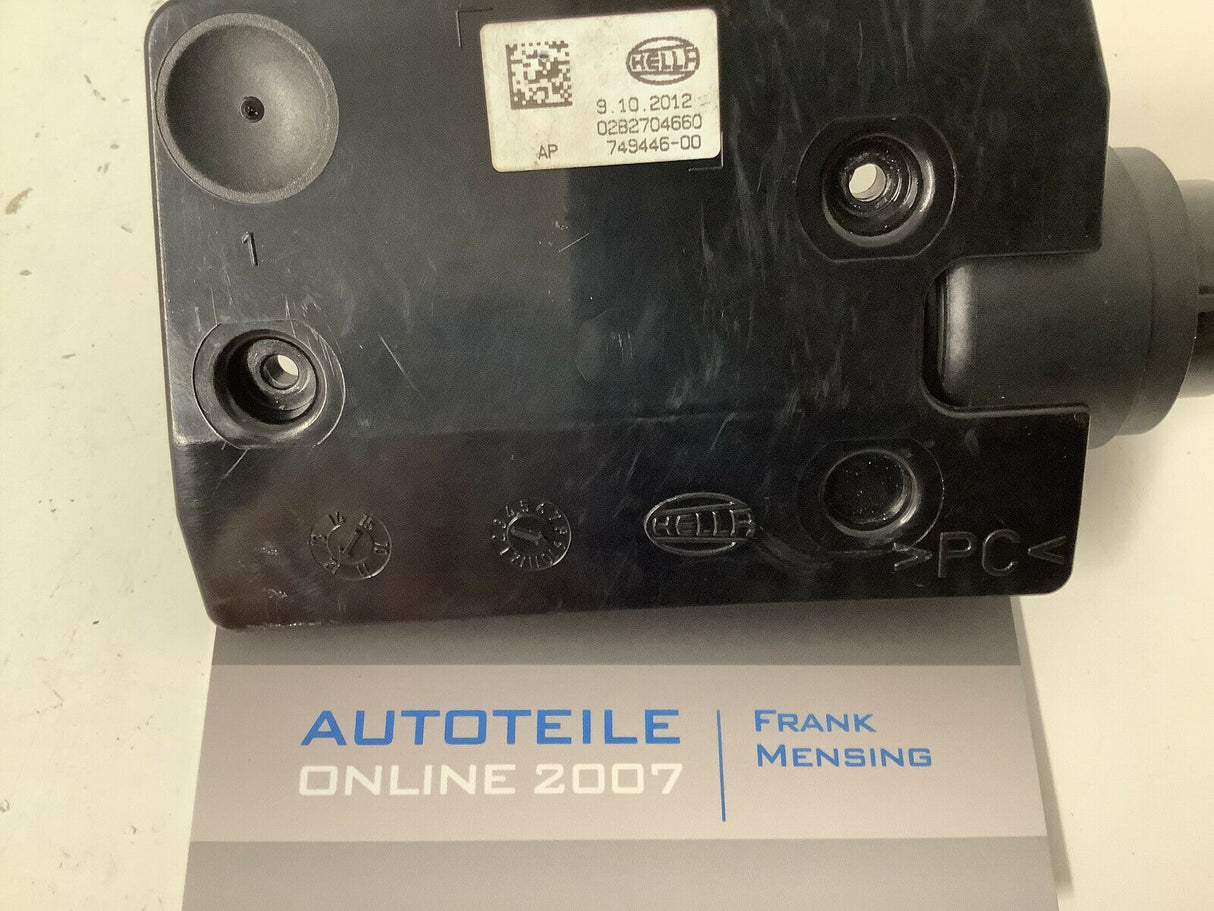 HELLA
9.10.2012
02B2704660
AP 749446-00
1
HELLA
>PC<
AUTOTEILE
ONLINE 2007
FRANK
MENSING